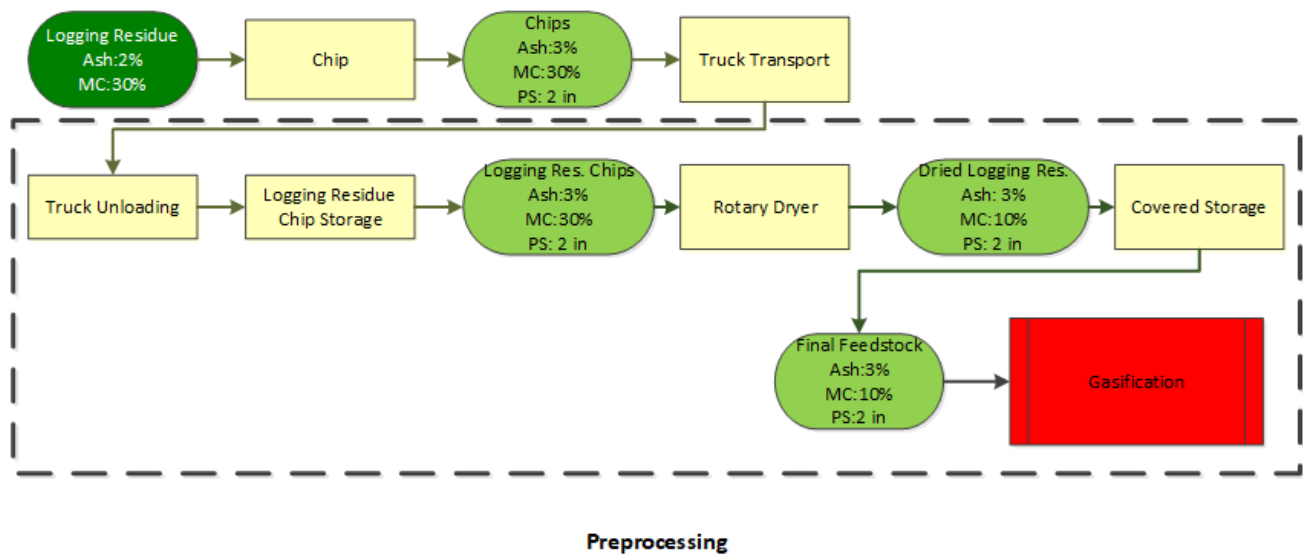 Logging Residue
Ash:2%
MC:30%
Chip
Chips
Ash:3%
MC:30%
PS: 2 in
Truck Transport
Truck Unloading
Logging Residue
Chip Storage
Logging Res. Chips
Ash:3%
MC:30%
PS: 2 in
Rotary Dryer
Dried Logging Res.
Ash: 3%
MC:10%
PS: 2 in
Covered Storage
Final Feedstock
Ash:3%
MC:10%
PS:2 in
Gasification
Preprocessing